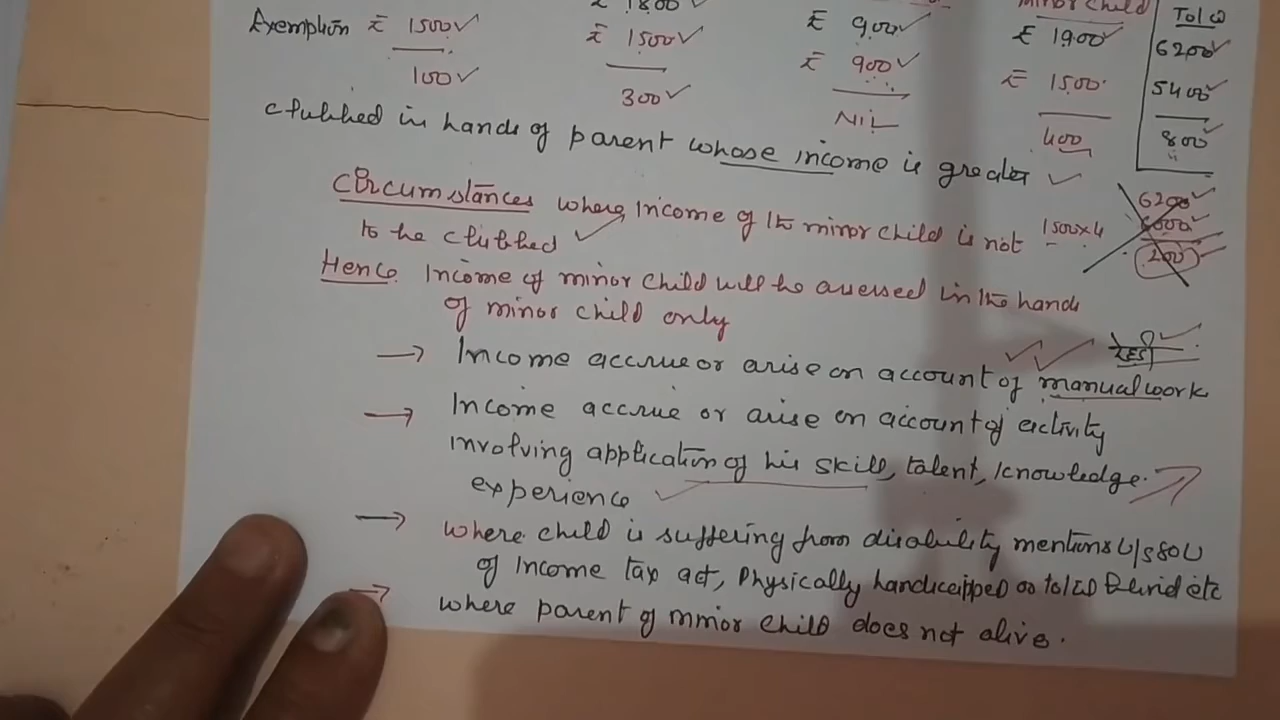 1800
Minor Child
Total
Exemption ₹ 1500
₹ 1500
₹ 900
₹ 1900
6200
₹ 900
₹ 1500
5400
100
300
NIL
400
800
Clubbed in hands of parent whose income is greater
6200
Circumstances where income of the minor child is not
1500x4
6000
to be clubbed
200
Hence Income of minor child will be assessed in the hands
of minor child only
→ Income accrue or arise on account of manual work
→ Income accrue or arise on account of activity
involving application of his skill, talent, knowledge
experience
→ where child is suffering from disability mentions U/s 80U
of Income tax act, Physically handicapped or total Blind etc
→ where parent of minor child does not alive.